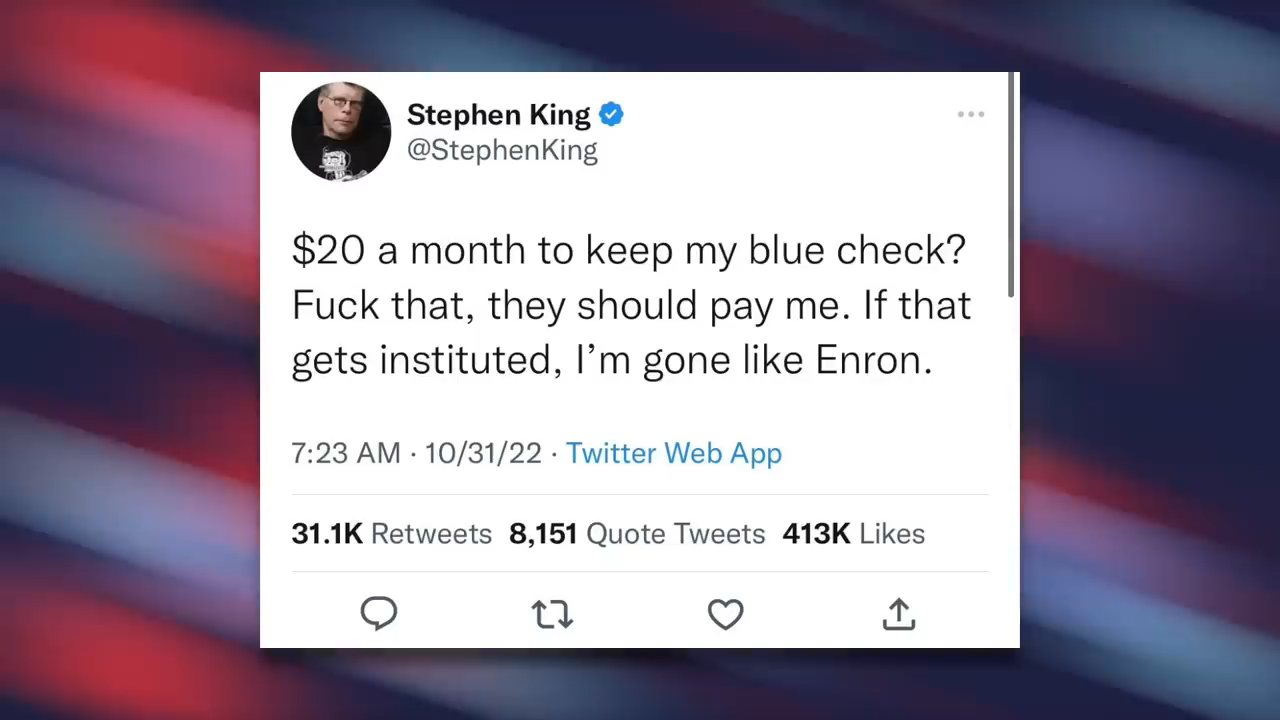 Stephen King
@StephenKing
$20 a month to keep my blue check?
Fuck that, they should pay me. If that
gets instituted, I’m gone like Enron.
7:23 AM · 10/31/22 · Twitter Web App
31.1K Retweets 8,151 Quote Tweets 413K Likes